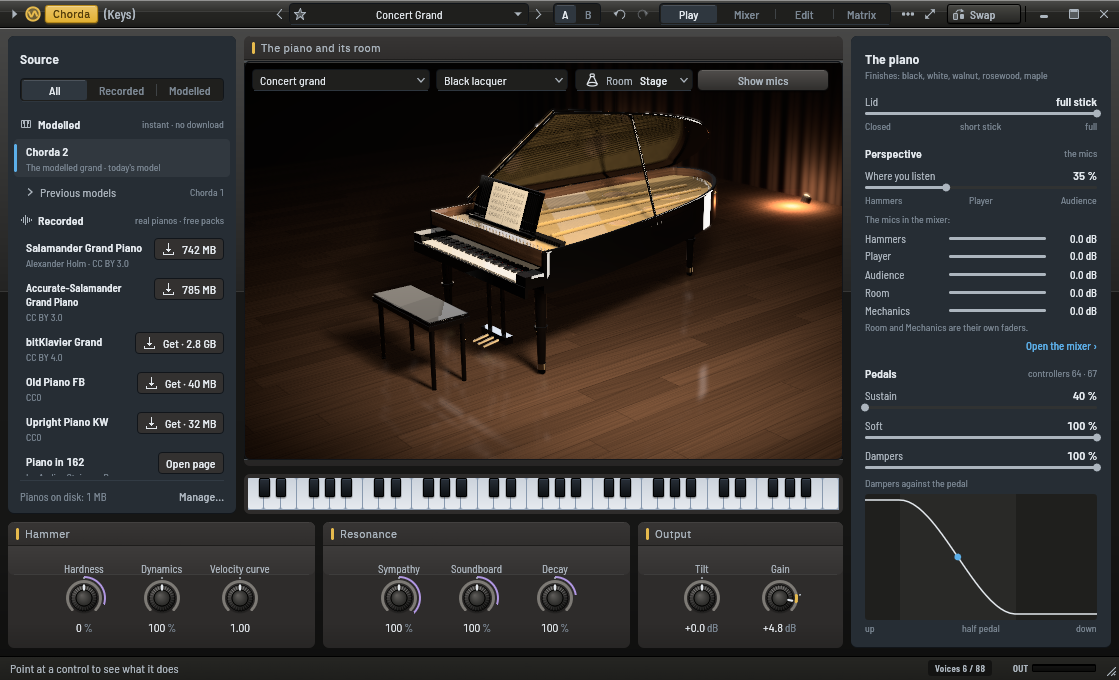 Chorda
(Keys)
Concert Grand
A
B
Play
Mixer
Edit
Matrix
Swap
Source
All
Recorded
Modelled
Modelled
instant · no download
Chorda 2
The modelled grand · today's model
Previous models
Chorda 1
Recorded
real pianos · free packs
Salamander Grand Piano
742 MB
Alexander Holm · CC BY 3.0
Accurate-Salamander
Grand Piano
785 MB
CC BY 3.0
bitKlavier Grand
Get · 2.8 GB
CC BY 4.0
Old Piano FB
Get · 40 MB
CC0
Upright Piano KW
Get · 32 MB
CC0
Piano in 162
Open page
Pianos on disk: 1 MB
Manage...
The piano and its room
Concert grand
Black lacquer
Room
Stage
Show mics
The piano
Finishes: black, white, walnut, rosewood, maple
Lid
full stick
Closed
short stick
full
Perspective
the mics
Where you listen
35 %
Hammers
Player
Audience
The mics in the mixer:
Hammers
0.0 dB
Player
0.0 dB
Audience
0.0 dB
Room
0.0 dB
Mechanics
0.0 dB
Room and Mechanics are their own faders.
Open the mixer ›
Pedals
controllers 64 · 67
Sustain
40 %
Soft
100 %
Dampers
100 %
Dampers against the pedal
up
half pedal
down
Hammer
Hardness
Dynamics
Velocity curve
0 %
100 %
1.00
Resonance
Sympathy
Soundboard
Decay
100 %
100 %
100 %
Output
Tilt
Gain
+0.0 dB
+4.8 dB
Point at a control to see what it does
Voices 6 / 88
OUT